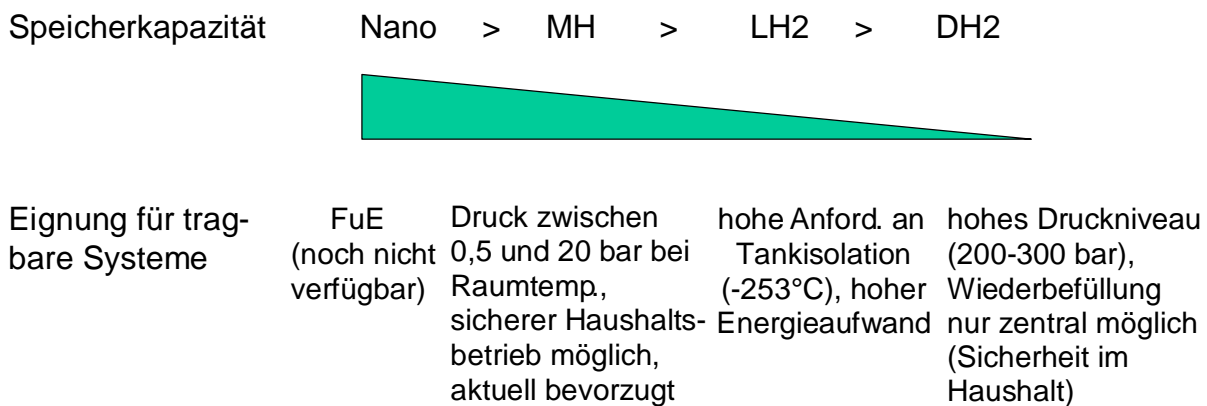 Speicherkapazität Nano > MH > LH2 > DH2
Eignung für trag-
bare Systeme
FuE
(noch nicht
verfügbar)
Druck zwischen
0,5 und 20 bar bei
Raumtemp.,
sicherer Haushalts-
betrieb möglich,
aktuell bevorzugt
hohe Anford. an
Tankisolation
(-253°C), hoher
Energieaufwand
hohes Druckniveau
(200-300 bar),
Wiederbefüllung
nur zentral möglich
(Sicherheit im
Haushalt)